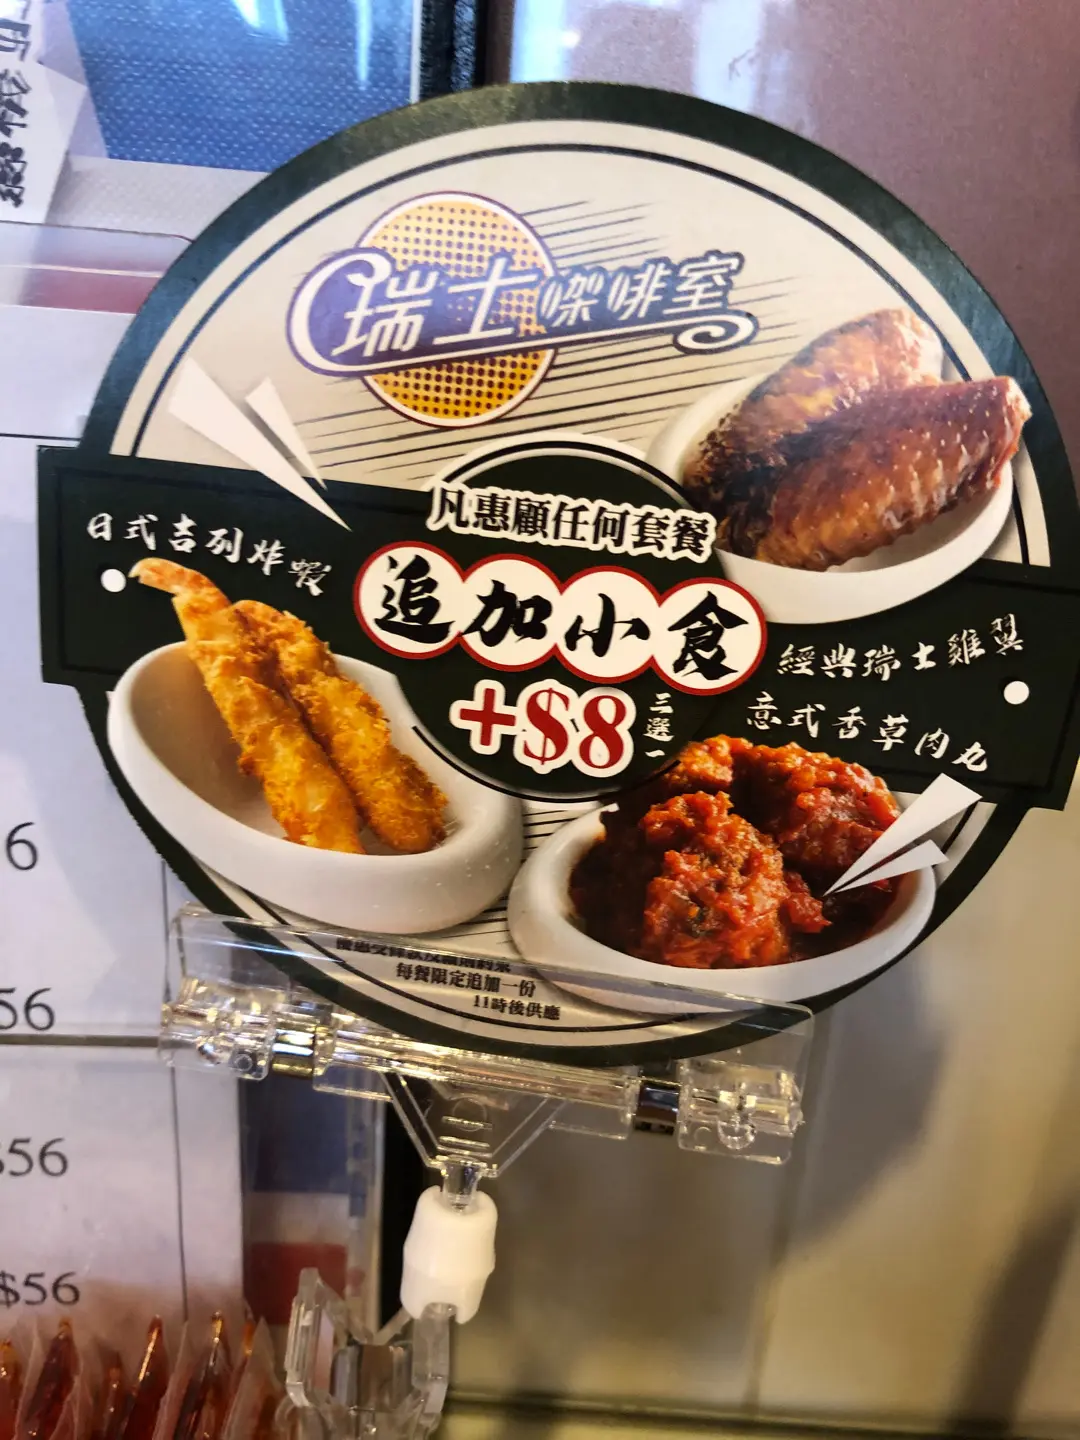 瑞士咖啡室
凡惠顧任何套餐
追加小食
+$8
三選一
日式吉列炸蝦
經典瑞士雞翼
意式香草肉丸
每餐限定追加一份
11時後供應
6
56
$56
$56